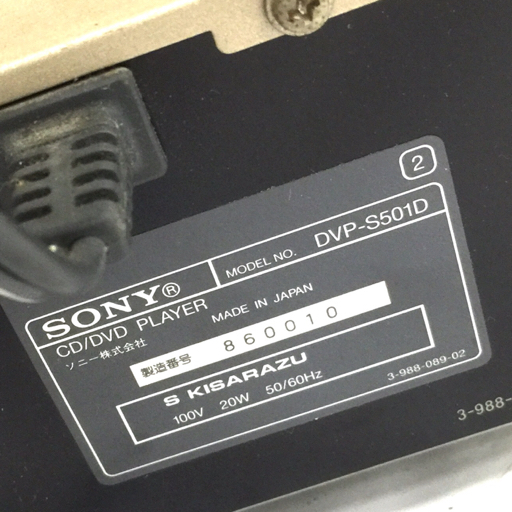 2
SONY® MODEL NO. DVP-S501D
CD/DVD PLAYER MADE IN JAPAN
ソニー株式会社
製造番号 860010
S KISARAZU
100V 20W 50/60Hz
3-988-089-02
3-988-